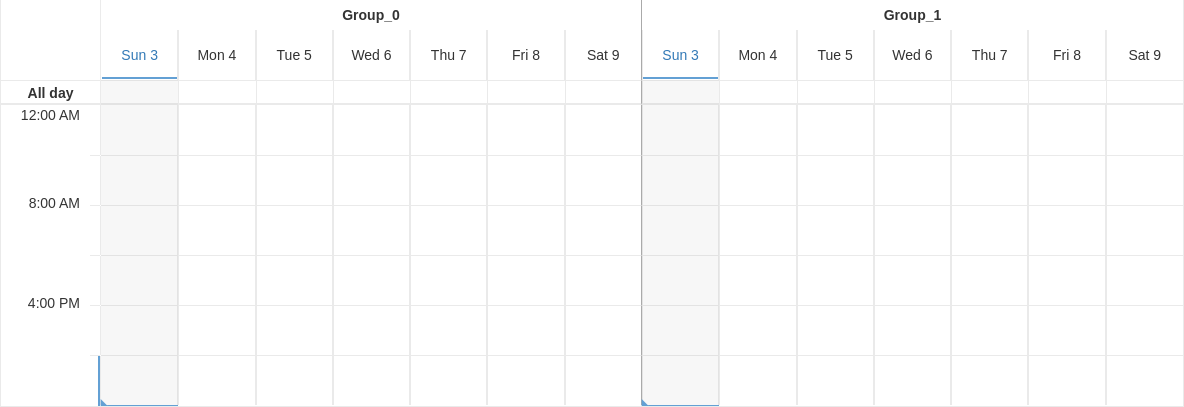 Group_0 Group_1
Sun 3 Mon 4 Tue 5 Wed 6 Thu 7 Fri 8 Sat 9 Sun 3 Mon 4 Tue 5 Wed 6 Thu 7 Fri 8 Sat 9
All day
12:00 AM
8:00 AM
4:00 PM